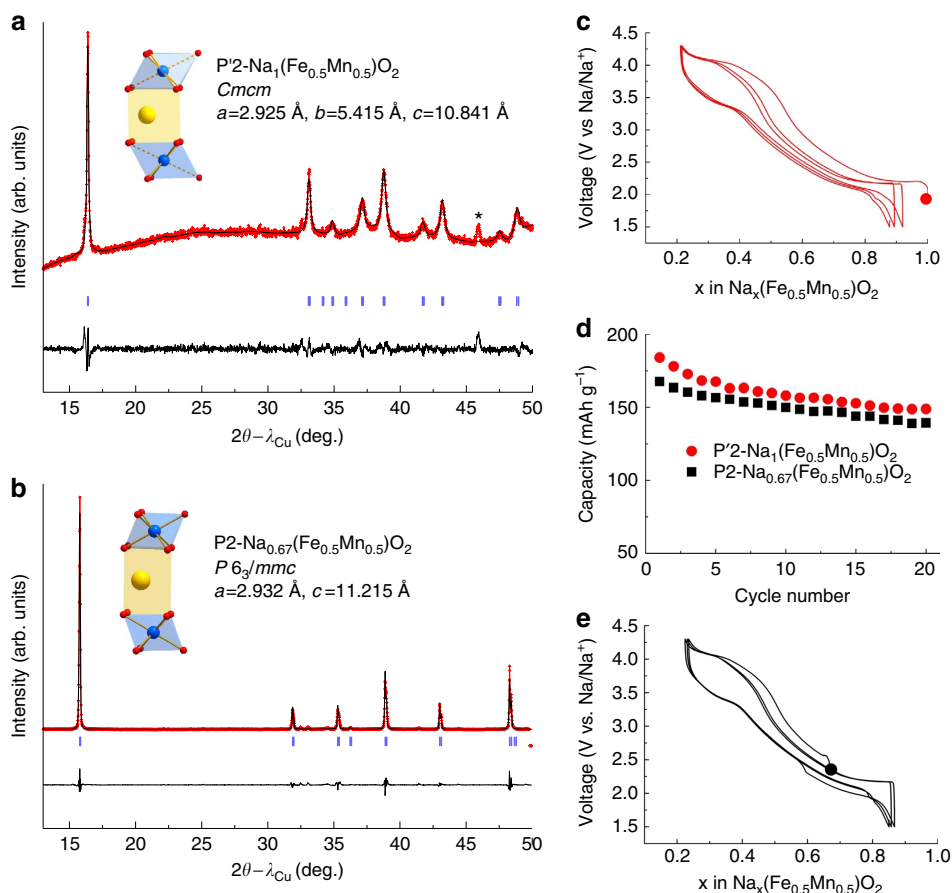 a
P′2-Na₁(Fe₀.₅Mn₀.₅)O₂
Cmcm
a=2.925 Å, b=5.415 Å, c=10.841 Å
*
Intensity (arb. units)
15 20 25 30 35 40 45 50
2θ–λCu (deg.)
b
P2-Na₀.₆₇(Fe₀.₅Mn₀.₅)O₂
P 6₃/mmc
a=2.932 Å, c=11.215 Å
Intensity (arb. units)
15 20 25 30 35 40 45 50
2θ–λCu (deg.)
c
4.5
4.0
3.5
3.0
2.5
2.0
1.5
Voltage (V vs Na/Na⁺)
0.2 0.4 0.6 0.8 1.0
x in Naₓ(Fe₀.₅Mn₀.₅)O₂
d
200
150
100
50
Capacity (mAh g⁻¹)
P′2-Na₁(Fe₀.₅Mn₀.₅)O₂
P2-Na₀.₆₇(Fe₀.₅Mn₀.₅)O₂
0 5 10 15 20
Cycle number
e
4.5
4.0
3.5
3.0
2.5
2.0
1.5
Voltage (V vs. Na/Na⁺)
0.2 0.4 0.6 0.8 1.0
x in Naₓ(Fe₀.₅Mn₀.₅)O₂